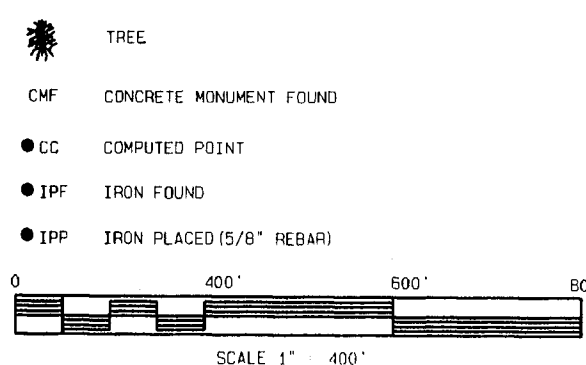 TREE
CMF CONCRETE MONUMENT FOUND
CC COMPUTED POINT
IPF IRON FOUND
IPP IRON PLACED (5/8" REBAR)
0 400' 600' 80
SCALE 1" : 400'